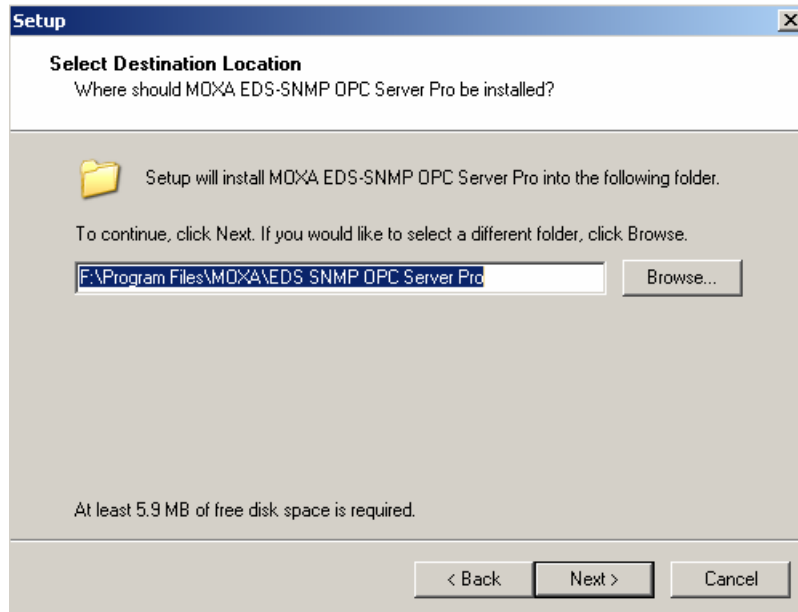 Setup
Select Destination Location
Where should MOXA EDS-SNMP OPC Server Pro be installed?
Setup will install MOXA EDS-SNMP OPC Server Pro into the following folder.
To continue, click Next. If you would like to select a different folder, click Browse.
F:\Program Files\MOXA\EDS SNMP OPC Server Pro
Browse...
At least 5.9 MB of free disk space is required.
< Back
Next >
Cancel